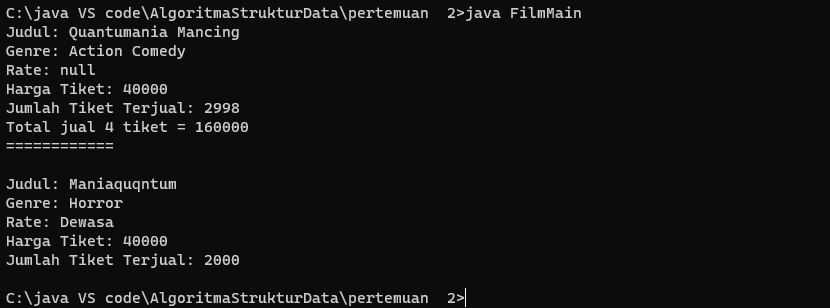 C:\java VS code\AlgoritmaStrukturData\pertemuan  2>java FilmMain
Judul: Quantumania Mancing
Genre: Action Comedy
Rate: null
Harga Tiket: 40000
Jumlah Tiket Terjual: 2998
Total jual 4 tiket = 160000
============
Judul: Maniaquqntum
Genre: Horror
Rate: Dewasa
Harga Tiket: 40000
Jumlah Tiket Terjual: 2000
C:\java VS code\AlgoritmaStrukturData\pertemuan  2>